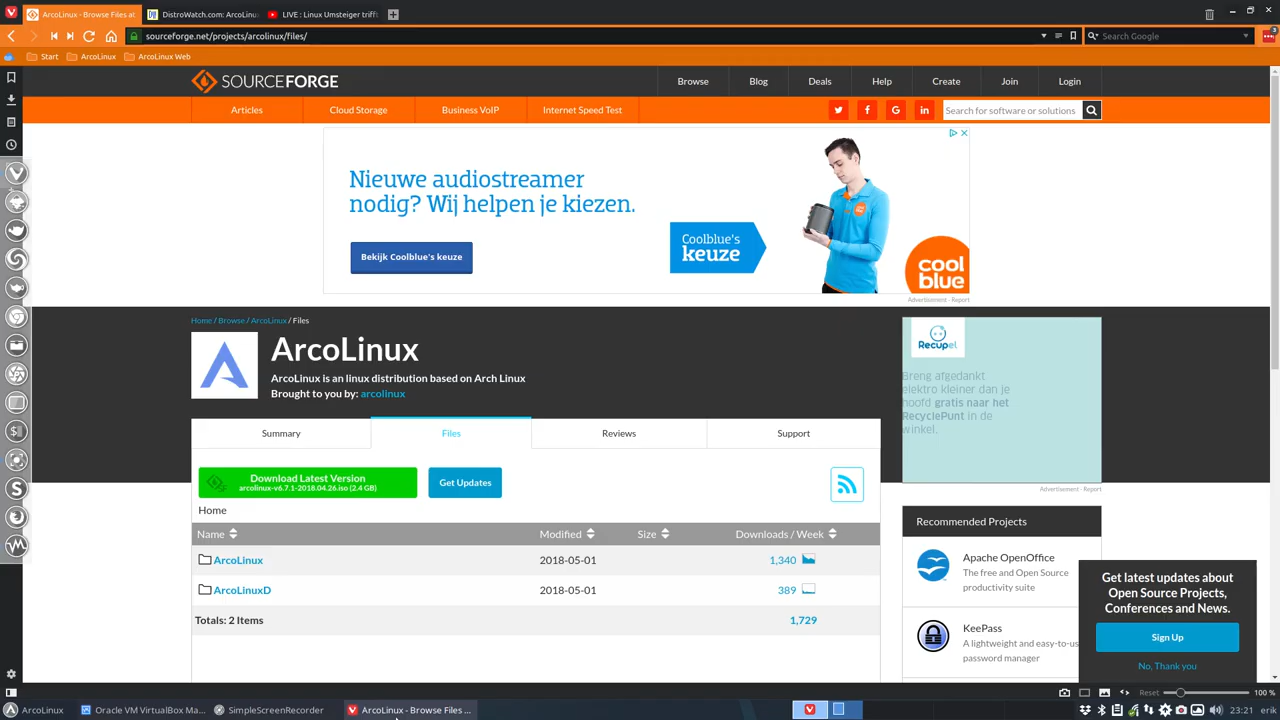 ArcoLinux - Browse Files at
DistroWatch.com: ArcoLinu
LIVE : Linux Umsteiger triff
sourceforge.net/projects/arcolinux/files/
Search Google
3
Start
ArcoLinux
ArcoLinux Web
SOURCEFORGE
Browse
Blog
Deals
Help
Create
Join
Login
Articles
Cloud Storage
Business VoIP
Internet Speed Test
Search for software or solutions
Nieuwe audiostreamer
nodig? Wij helpen je kiezen.
Bekijk Coolblue's keuze
Coolblue's
keuze
cool
blue
Advertisement - Report
Home / Browse / ArcoLinux / Files
ArcoLinux
ArcoLinux is an linux distribution based on Arch Linux
Brought to you by: arcolinux
Recupel
Breng afgedankt
elektro kleiner dan je
hoofd gratis naar het
RecyclePunt in de
winkel.
Advertisement - Report
Summary
Files
Reviews
Support
Download Latest Version
arcolinux-v6.7.1-2018.04.26.iso (2.4 GB)
Get Updates
Home
Name
Modified
Size
Downloads / Week
ArcoLinux
2018-05-01
1,340
ArcoLinuxD
2018-05-01
389
Totals: 2 Items
1,729
Recommended Projects
Apache OpenOffice
The free and Open Source
productivity suite
KeePass
A lightweight and easy-to-us
password manager
Get latest updates about
Open Source Projects,
Conferences and News.
Sign Up
No, Thank you
Reset
100 %
ArcoLinux
Oracle VM VirtualBox Ma...
SimpleScreenRecorder
ArcoLinux - Browse Files ...
23:21
erik